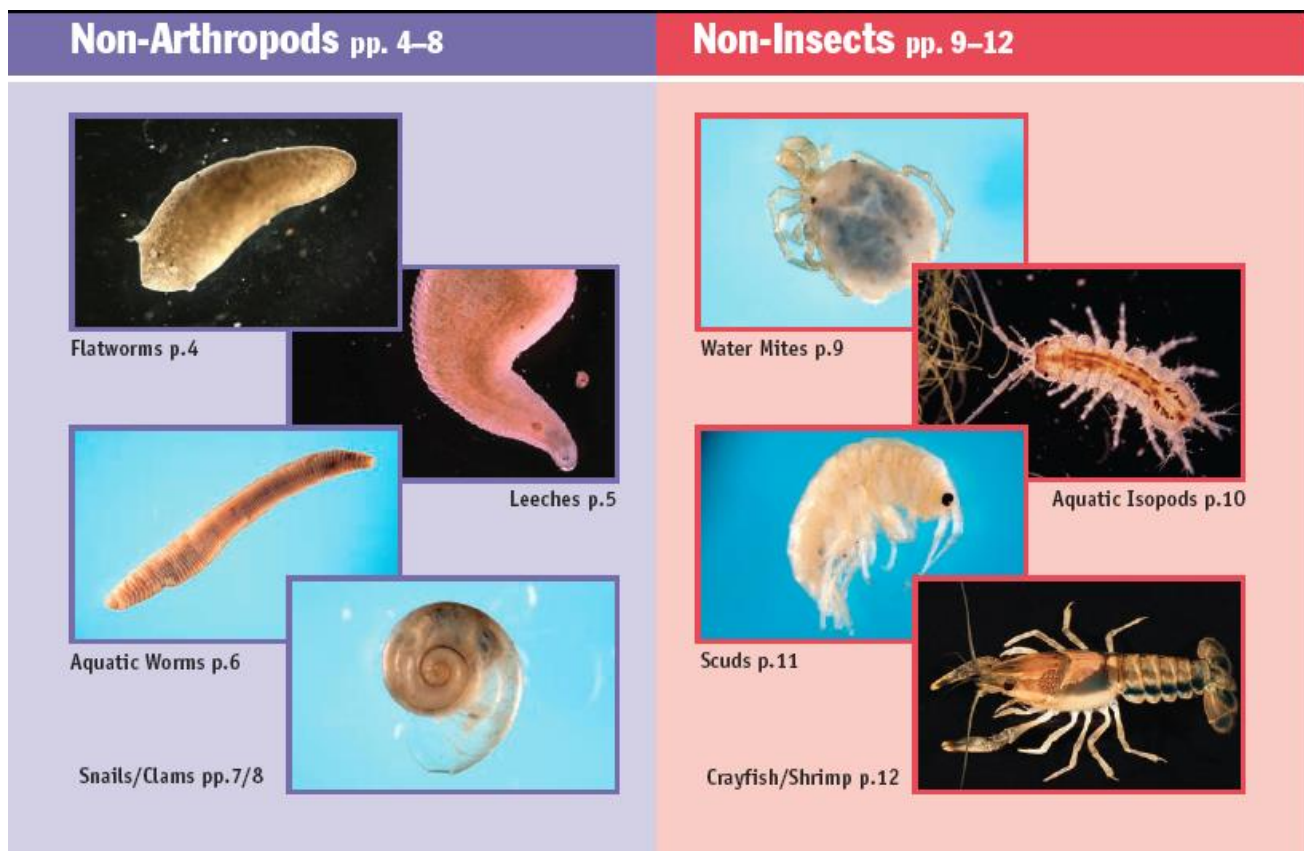 Non-Arthropods pp. 4–8
Flatworms p.4
Leeches p.5
Aquatic Worms p.6
Snails/Clams pp.7/8
Non-Insects pp. 9–12
Water Mites p.9
Aquatic Isopods p.10
Scuds p.11
Crayfish/Shrimp p.12